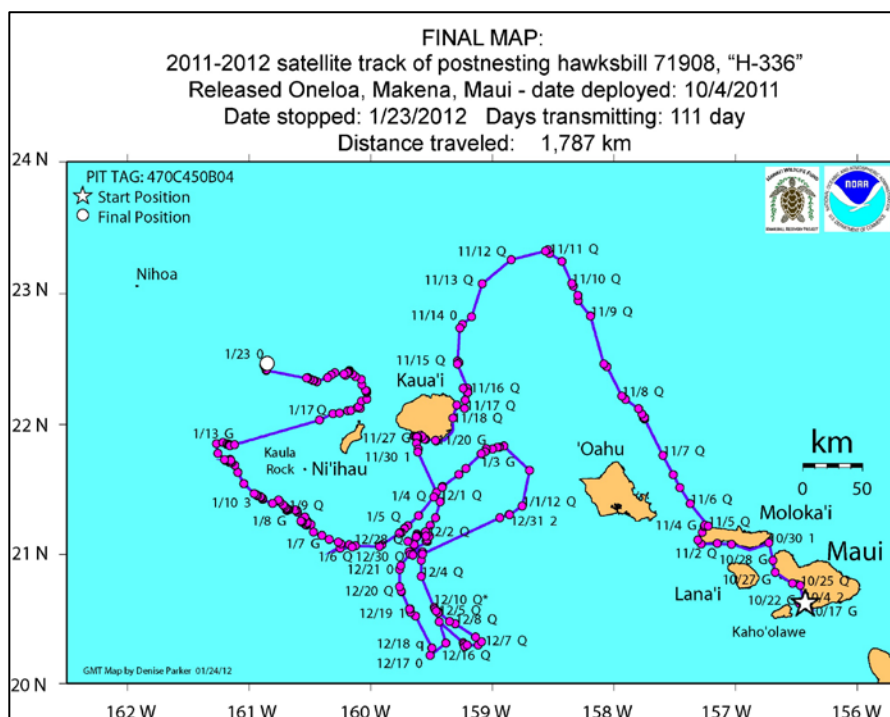 FINAL MAP:
2011-2012 satellite track of postnesting hawksbill 71908, “H-336”
Released Oneloa, Makena, Maui - date deployed: 10/4/2011
Date stopped: 1/23/2012 Days transmitting: 111 day
Distance traveled: 1,787 km
24 N
PIT TAG: 470C450B04
Start Position
Final Position
NOAA
11/12 Q
11/11 Q
Nihoa
11/13 Q
11/10 Q
23 N
11/14 0
11/9 Q
1/23 0
11/15 Q
Kaua'i
11/16 Q
11/8 Q
1/17 Q
11/17 Q
22 N
11/18 Q
1/13 G
11/27 G
11/20 G
11/30 1
11/7 Q
km
Kaula
Rock
Ni'ihau
1/3 G
'Oahu
0 50
1/10 3
1/9 Q
1/4 Q
12/1 Q
1/1/12 Q
11/6 Q
Moloka'i
1/8 G
1/5 Q
12/31 2
11/4 G
11/5 Q
1/7 G
12/28 Q
12/2 Q
10/30 1
Maui
21 N
1/6 Q
12/30 Q
11/2 Q
10/28 G
12/21 0
12/4 Q
10/27 G
10/25 Q
12/20 Q
Lana'i
12/10 Q*
10/22 G
10/4 2
12/19 1
12/5 Q
10/17 G
12/8 Q
Kaho'olawe
12/18 q
12/7 Q
12/17 0
12/16 Q
GMT Map by Denise Parker 01/24/12
20 N
162 W 161 W 160 W 159 W 158 W 157 W 156 W